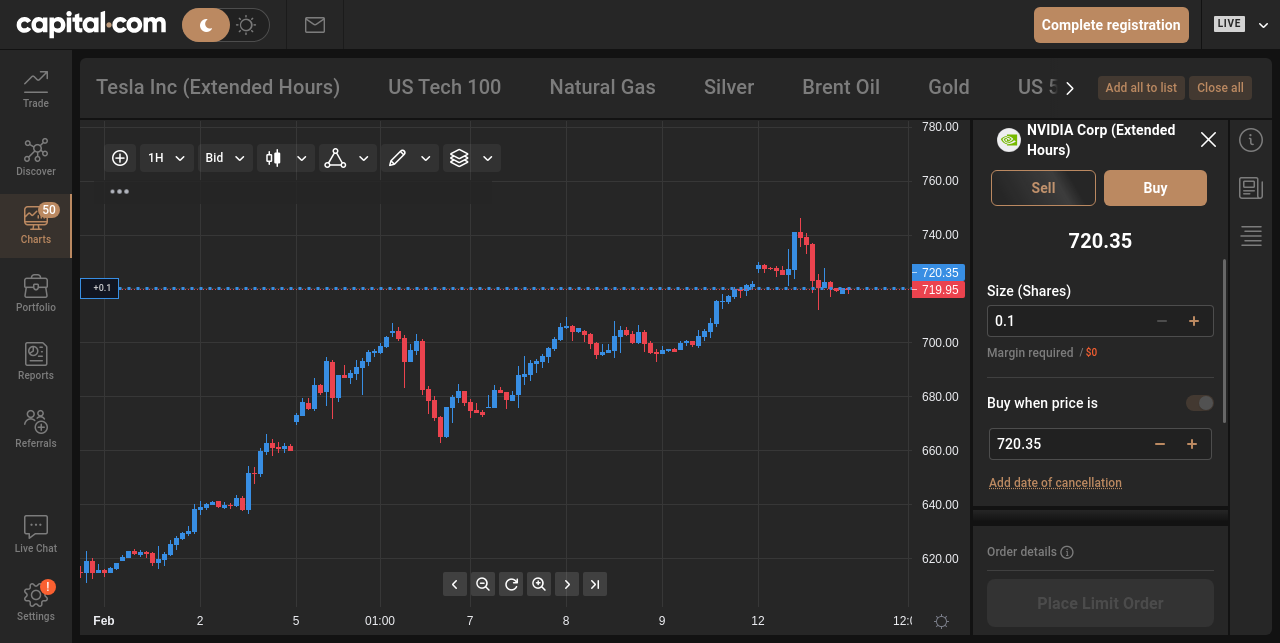 capital.com
Complete registration
LIVE
Trade
Discover
50
Charts
Portfolio
Reports
Referrals
Live Chat
!
Settings
Tesla Inc (Extended Hours)
US Tech 100
Natural Gas
Silver
Brent Oil
Gold
US 5
Add all to list
Close all
1H
Bid
+0.1
780.00
760.00
740.00
720.35
719.95
700.00
680.00
660.00
640.00
620.00
Feb
2
5
01:00
7
8
9
12
12:0
NVIDIA Corp (Extended
Hours)
Sell
Buy
720.35
Size (Shares)
0.1
Margin required / $0
Buy when price is
720.35
Add date of cancellation
Order details
Place Limit Order